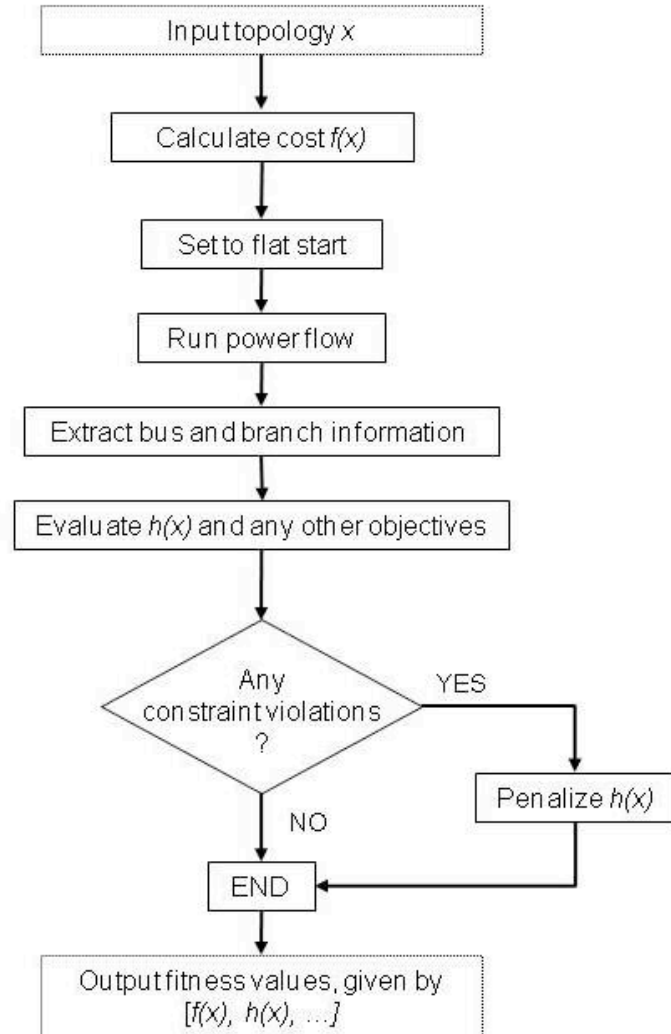 Input topology x
Calculate cost f(x)
Set to flat start
Run power flow
Extract bus and branch information
Evaluate h(x) and any other objectives
Any
constraint violations
?
YES
Penalize h(x)
NO
END
Output fitness values, given by
[f(x), h(x), ...]